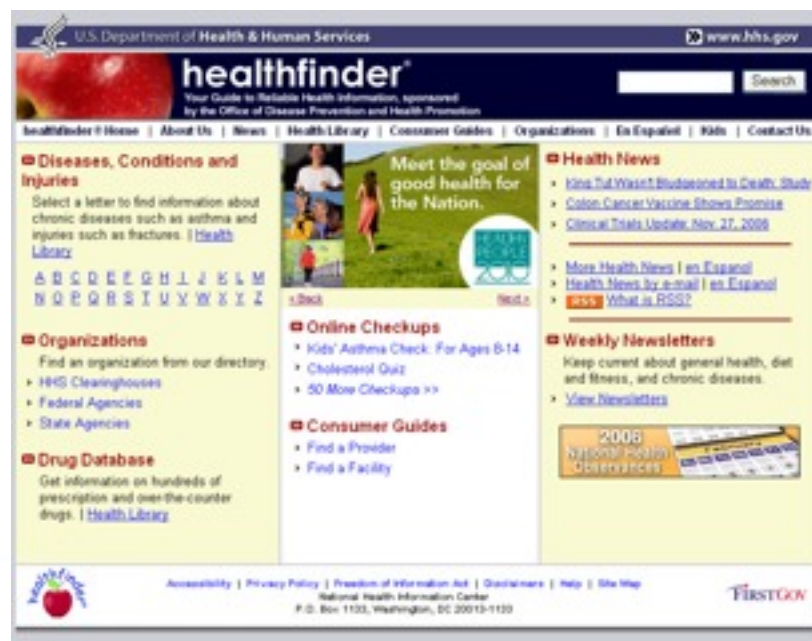 U.S. Department of Health & Human Services
www.hhs.gov
healthfinder®
Your Guide to Reliable Health Information, sponsored
by the Office of Disease Prevention and Health Promotion
Search
healthfinder® Home | About Us | News | Health Library | Consumer Guides | Organizations | En Español | Kids | Contact Us
Diseases, Conditions and
Injuries
Select a letter to find information about
chronic diseases such as asthma and
injuries such as fractures. | Health
Library
A B C D E F G H I J K L M
N O P Q R S T U V W X Y Z
Organizations
Find an organization from our directory.
HHS Clearinghouses
Federal Agencies
State Agencies
Drug Database
Get information on hundreds of
prescription and over-the-counter
drugs. | Health Library
Meet the goal of
good health for
the Nation.
HEALTHY
PEOPLE
2010
< Back
Next >
Online Checkups
Kids' Asthma Check: For Ages 8-14
Cholesterol Quiz
50 More Checkups >>
Consumer Guides
Find a Provider
Find a Facility
Health News
King Tut Wasn't Bludgeoned to Death: Study
Colon Cancer Vaccine Shows Promise
Clinical Trials Update: Nov. 27, 2006
More Health News | en Espanol
Health News by e-mail | en Espanol
RSS What is RSS?
Weekly Newsletters
Keep current about general health, diet
and fitness, and chronic diseases.
View Newsletters
2006
National Health
Observances
February
healthfinder
Accessibility | Privacy Policy | Freedom of Information Act | Disclaimers | Help | Site Map
National Health Information Center
P.O. Box 1133, Washington, DC 20013-1133
FIRSTGOV